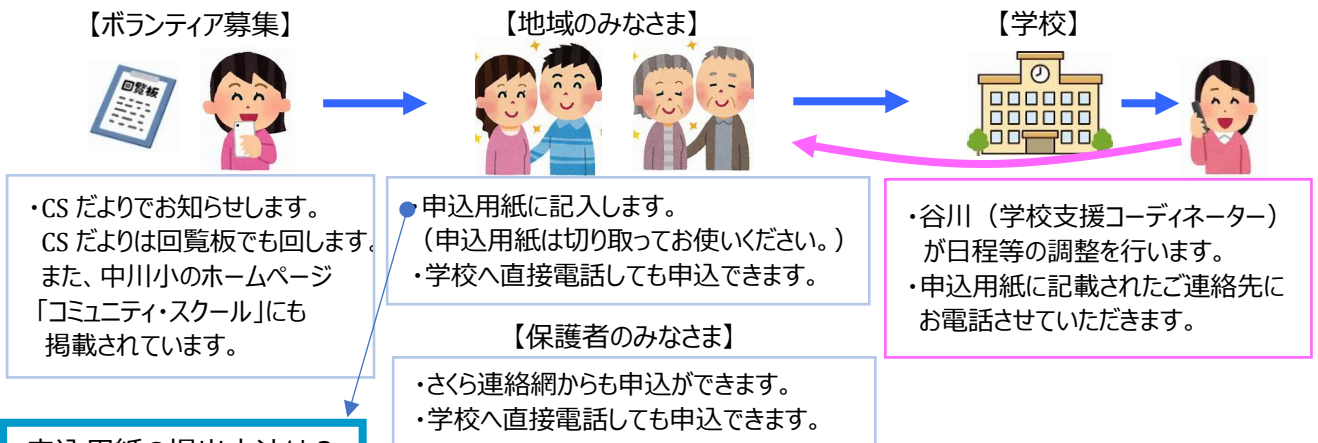 【ボランティア募集】
【地域のみなさま】
【学校】
回覧板
・CS だよりでお知らせします。
CS だよりは回覧板でも回します。
また、中川小のホームページ
「コミュニティ・スクール」にも
掲載されています。
・申込用紙に記入します。
（申込用紙は切り取ってお使いください。）
・学校へ直接電話しても申込できます。
・谷川（学校支援コーディネーター）
が日程等の調整を行います。
・申込用紙に記載されたご連絡先に
お電話させていただきます。
【保護者のみなさま】
・さくら連絡網からも申込ができます。
・学校へ直接電話しても申込できます。
申込用紙の提出方法は？